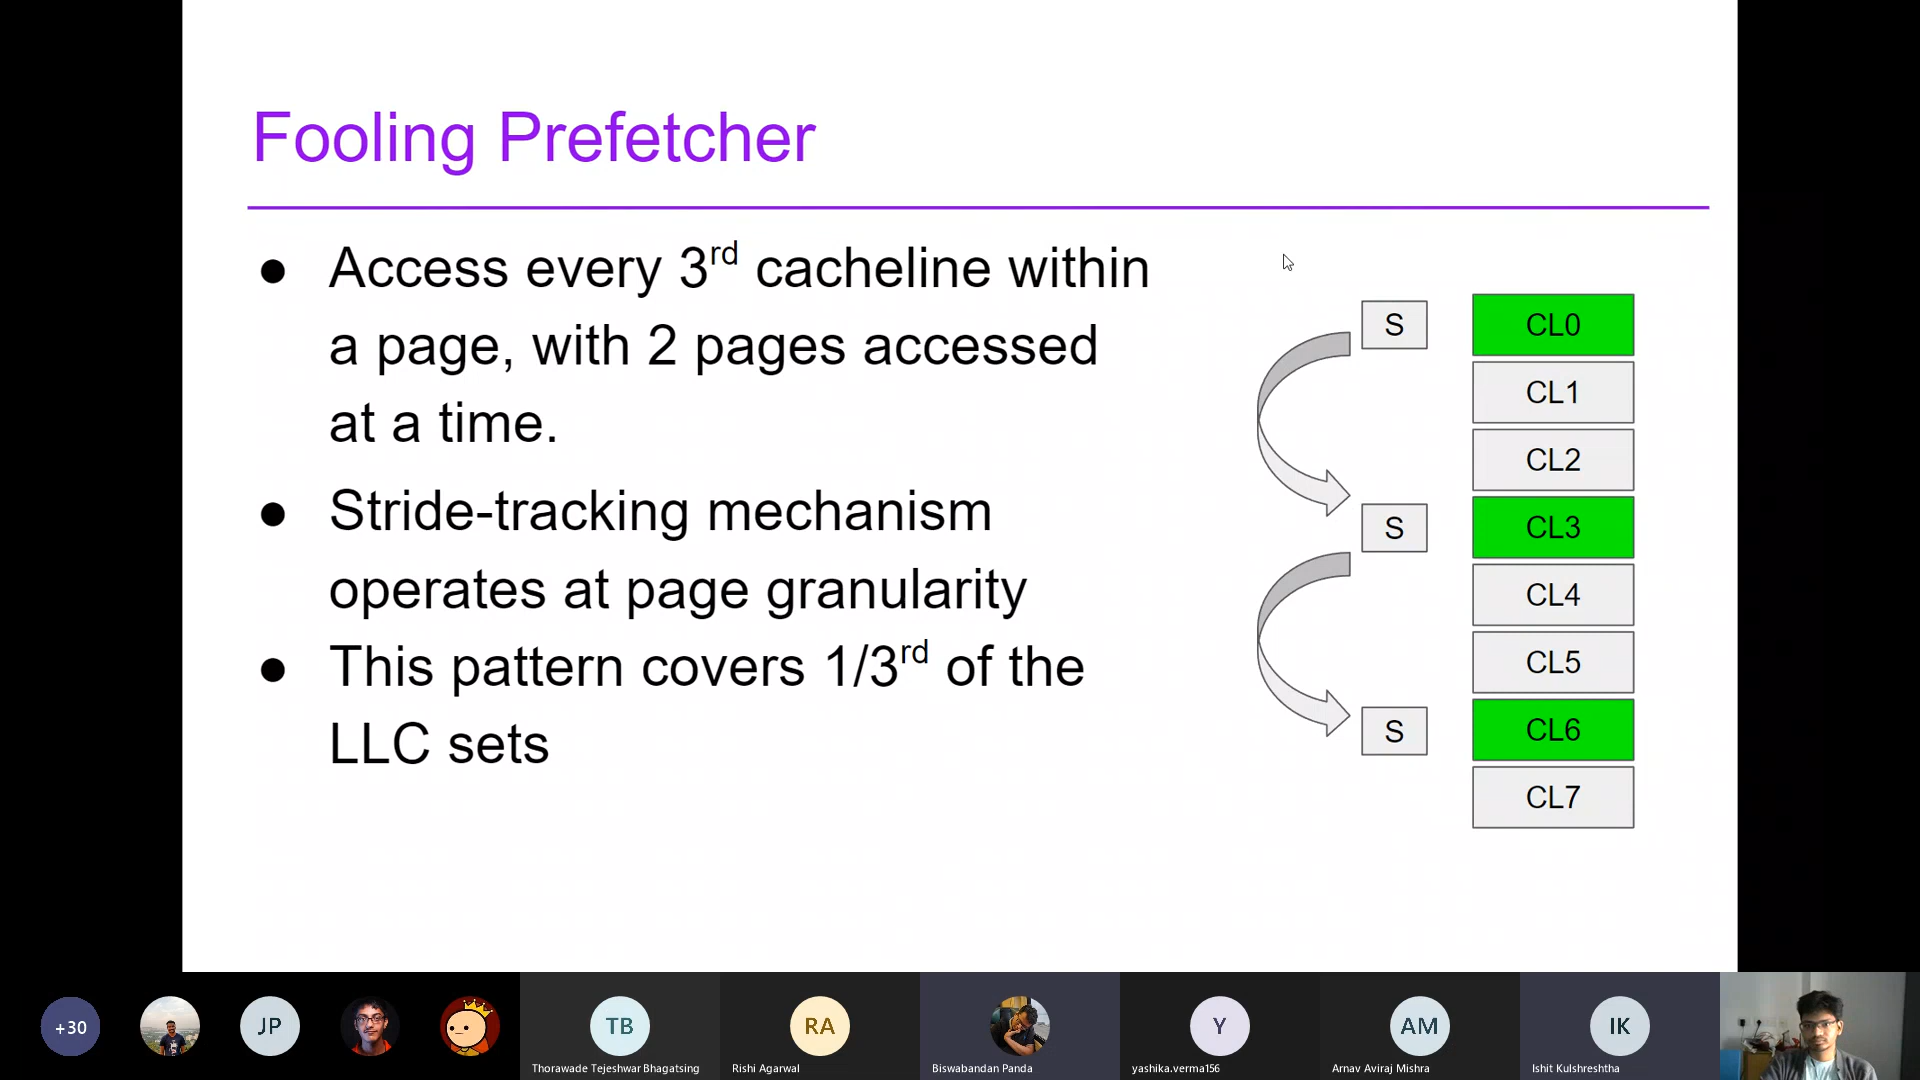 Fooling Prefetcher
● Access every 3rd cacheline within
a page, with 2 pages accessed
at a time.
● Stride-tracking mechanism
operates at page granularity
● This pattern covers 1/3rd of the
LLC sets
S
CL0
CL1
CL2
S
CL3
CL4
CL5
S
CL6
CL7
+30
JP
TB
Thorawade Tejeshwar Bhagatsing
RA
Rishi Agarwal
Biswabandan Panda
Y
yashika.verma156
AM
Arnav Aviraj Mishra
IK
Ishit Kulshreshtha